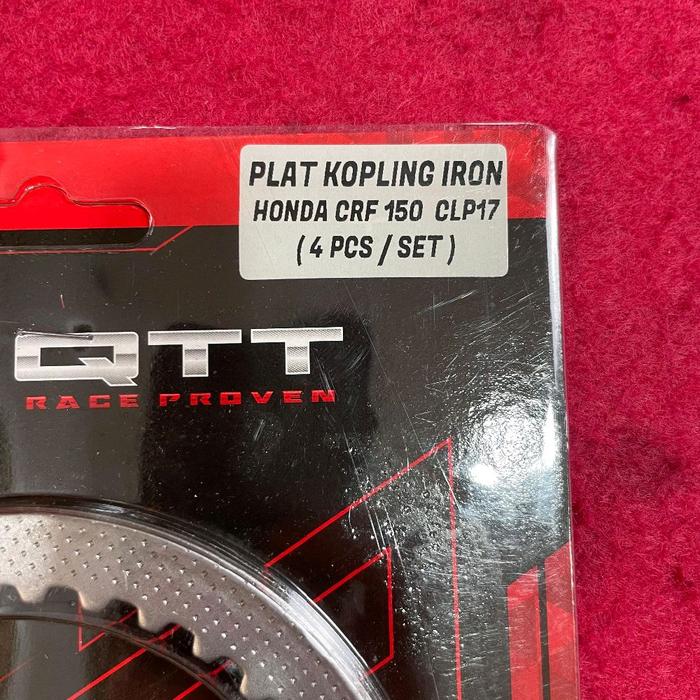 PLAT KOPLING IRON
HONDA CRF 150 CLP17
( 4 PCS / SET )
QTT
RACE PROVEN